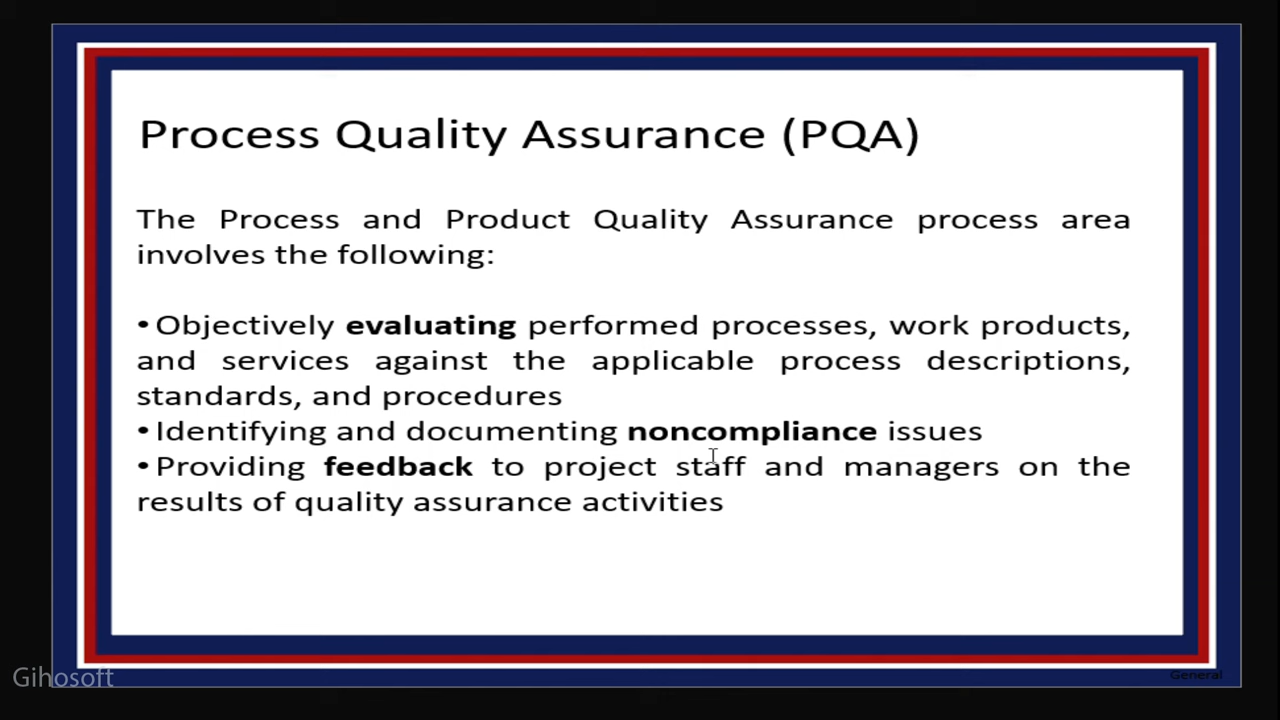 Process Quality Assurance (PQA)
The Process and Product Quality Assurance process area
involves the following:
•Objectively evaluating performed processes, work products,
and services against the applicable process descriptions,
standards, and procedures
•Identifying and documenting noncompliance issues
•Providing feedback to project staff and managers on the
results of quality assurance activities
Gihosoft
General